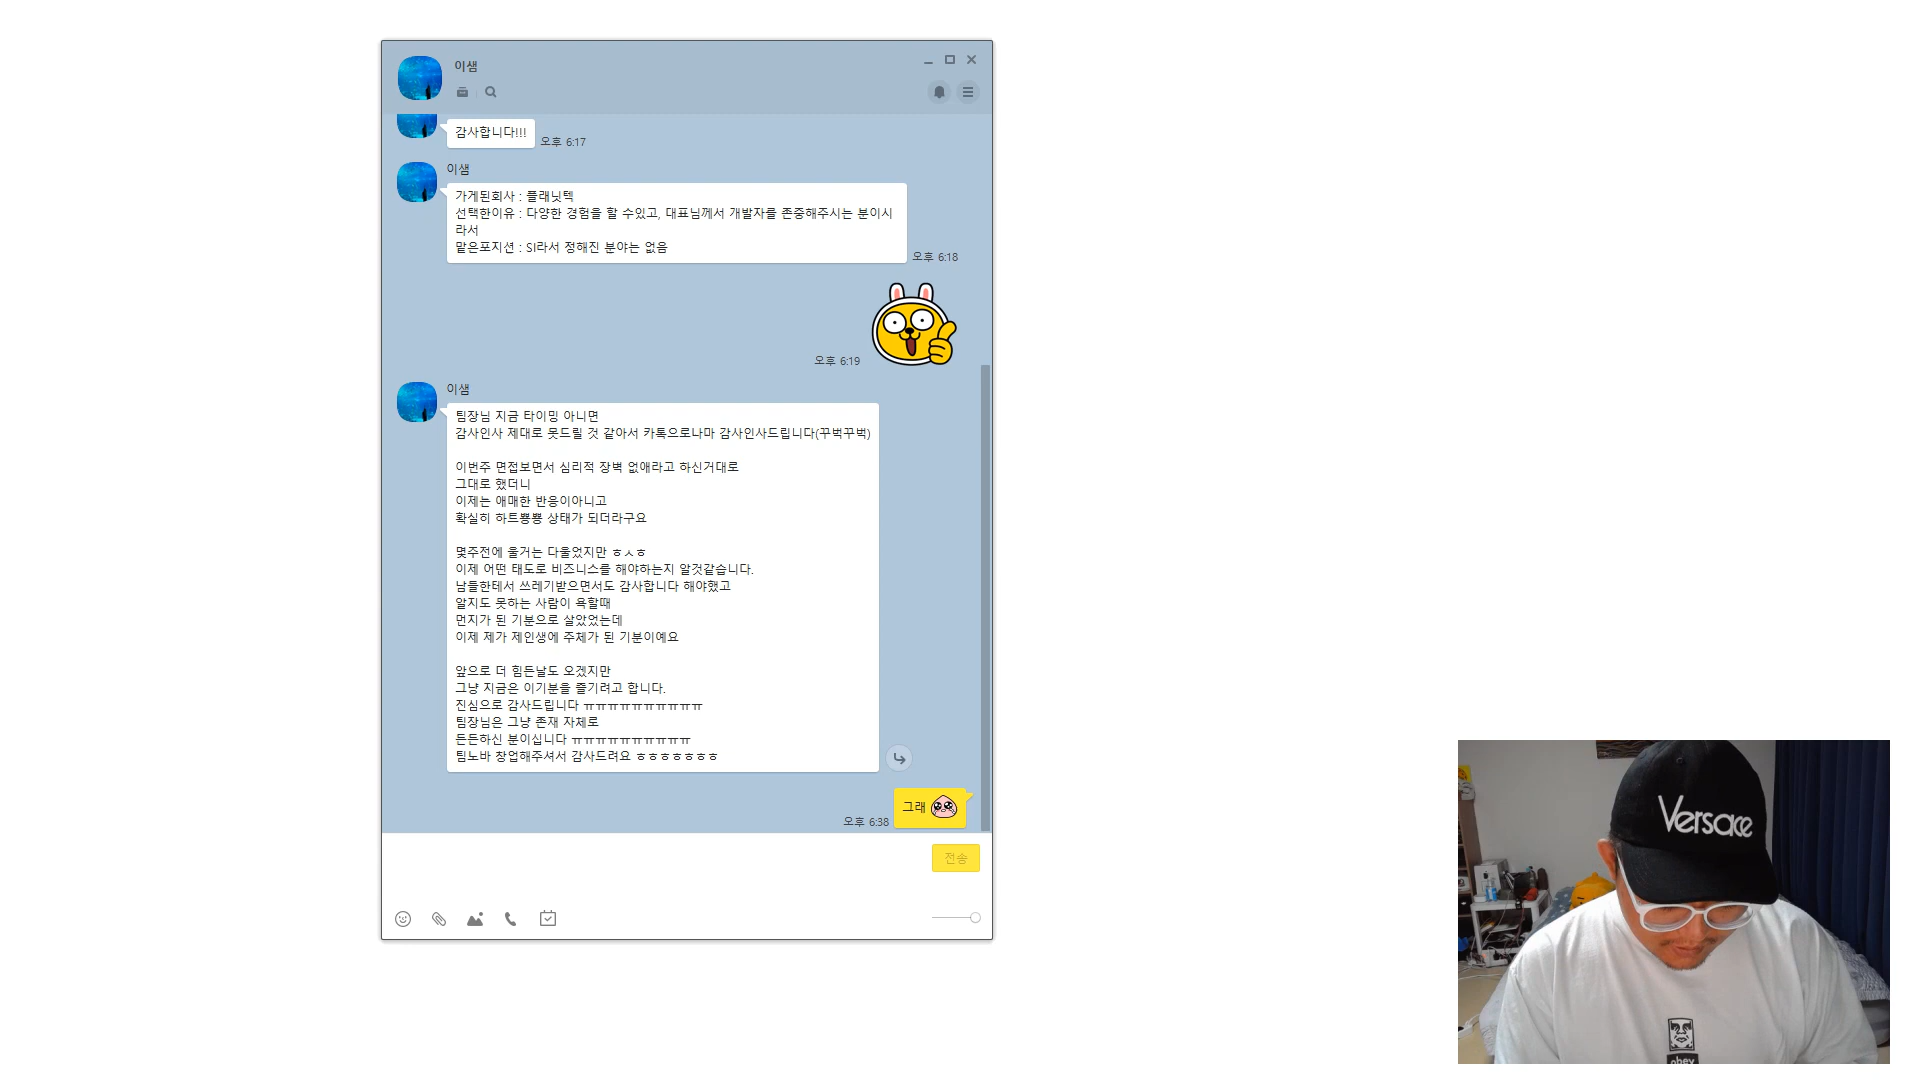 이샘
감사합니다!!!
오후 6:17
이샘
가게된회사 : 플래닛텍
선택한이유 : 다양한 경험을 할 수있고, 대표님께서 개발자를 존중해주시는 분이시
라서
맡은포지션 : SI라서 정해진 분야는 없음
오후 6:18
오후 6:19
이샘
팀장님 지금 타이밍 아니면
감사인사 제대로 못드릴 것 같아서 카톡으로나마 감사인사드립니다(꾸벅꾸벅)
이번주 면접보면서 심리적 장벽 없애라고 하신거대로
그대로 했더니
이제는 애매한 반응이아니고
확실히 하트뿅뿅 상태가 되더라구요
몇주전에 울거는 다울었지만 ㅎㅅㅎ
이제 어떤 태도로 비즈니스를 해야하는지 알것같습니다.
남들한테서 쓰레기받으면서도 감사합니다 해야했고
알지도 못하는 사람이 욕할때
먼지가 된 기분으로 살았었는데
이제 제가 제인생에 주체가 된 기분이예요
앞으로 더 힘든날도 오겠지만
그냥 지금은 이기분을 즐기려고 합니다.
진심으로 감사드립니다 ㅠㅠㅠㅠㅠㅠㅠㅠㅠㅠ
팀장님은 그냥 존재 자체로
든든하신 분이십니다 ㅠㅠㅠㅠㅠㅠㅠㅠㅠㅠ
팀노바 창업해주셔서 감사드려요 ㅎㅎㅎㅎㅎㅎㅎ
그래
오후 6:38
전송
Versace
obey